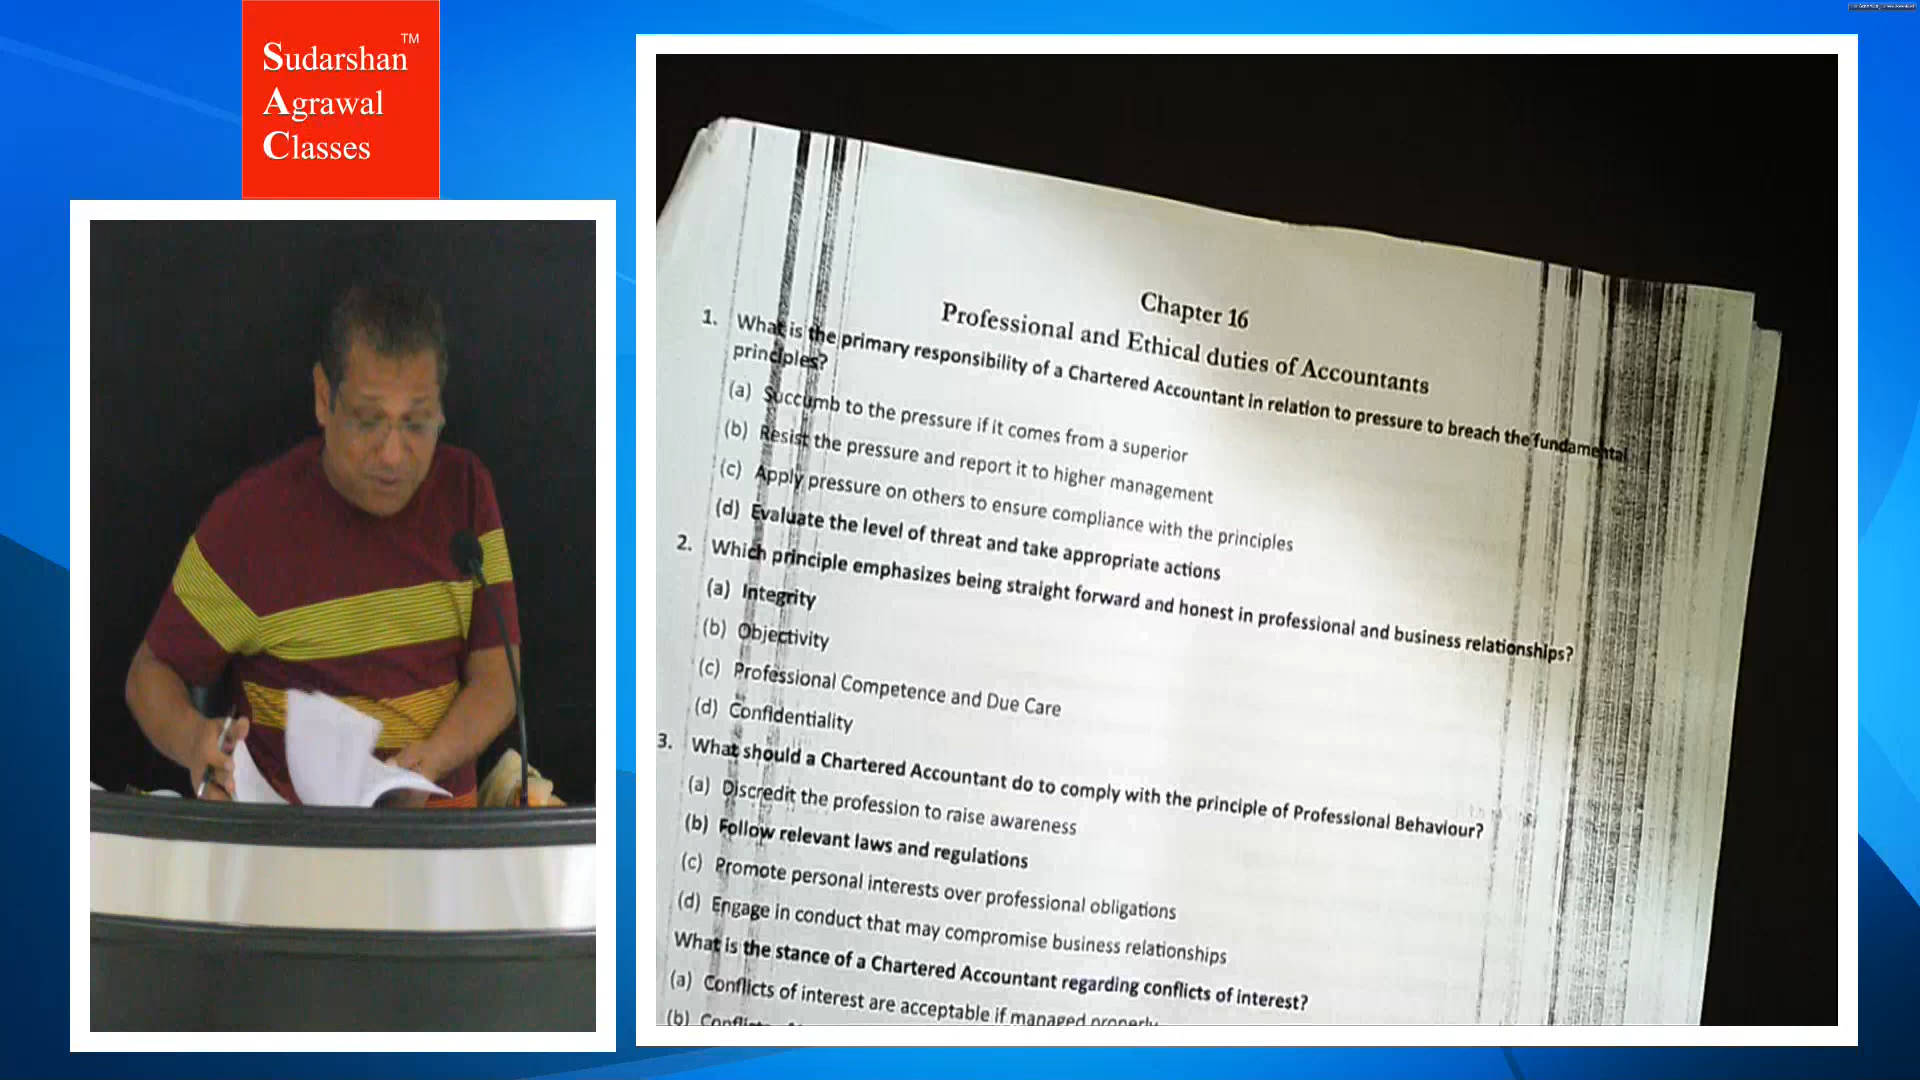 Sudarshan™
Agrawal
Classes
Chapter 16
Professional and Ethical duties of Accountants
1. What is the primary responsibility of a Chartered Accountant in relation to pressure to breach the fundamental
principles?
(a) Succumb to the pressure if it comes from a superior
(b) Resist the pressure and report it to higher management
(c) Apply pressure on others to ensure compliance with the principles
(d) Evaluate the level of threat and take appropriate actions
2. Which principle emphasizes being straight forward and honest in professional and business relationships?
(a) Integrity
(b) Objectivity
(c) Professional Competence and Due Care
(d) Confidentiality
3. What should a Chartered Accountant do to comply with the principle of Professional Behaviour?
(a) Discredit the profession to raise awareness
(b) Follow relevant laws and regulations
(c) Promote personal interests over professional obligations
(d) Engage in conduct that may compromise business relationships
What is the stance of a Chartered Accountant regarding conflicts of interest?
(a) Conflicts of interest are acceptable if managed properly
(b)